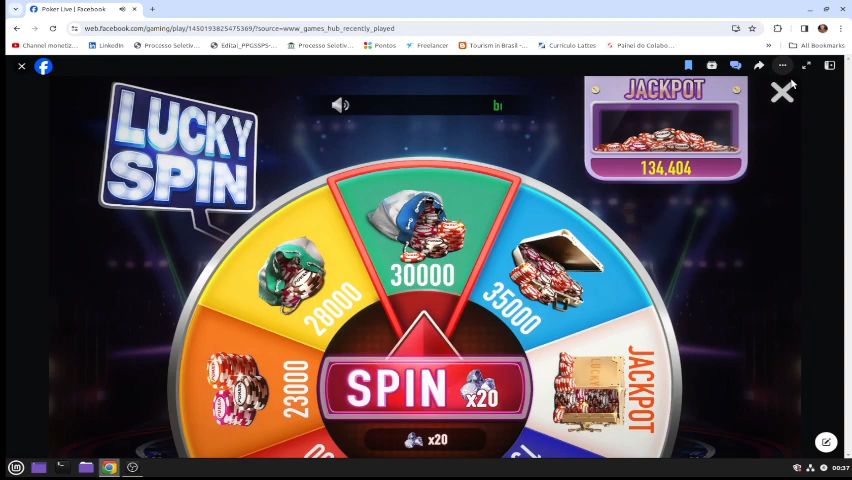 Poker Live | Facebook
web.facebook.com/gaming/play/1450193825475369/?source=www_games_hub_recently_played
Channel monetiz...
LinkedIn
Processo Seletiv...
Edital_PPGSSPS-...
Processo Seletiv...
Pontos
Freelancer
Tourism in Brasil -...
Currículo Lattes
Painel do Colabo...
»
All Bookmarks
LUCKY
SPIN
JACKPOT
134,404
30000
28000
35000
23000
JACKPOT
SPIN x20
x20
00:37